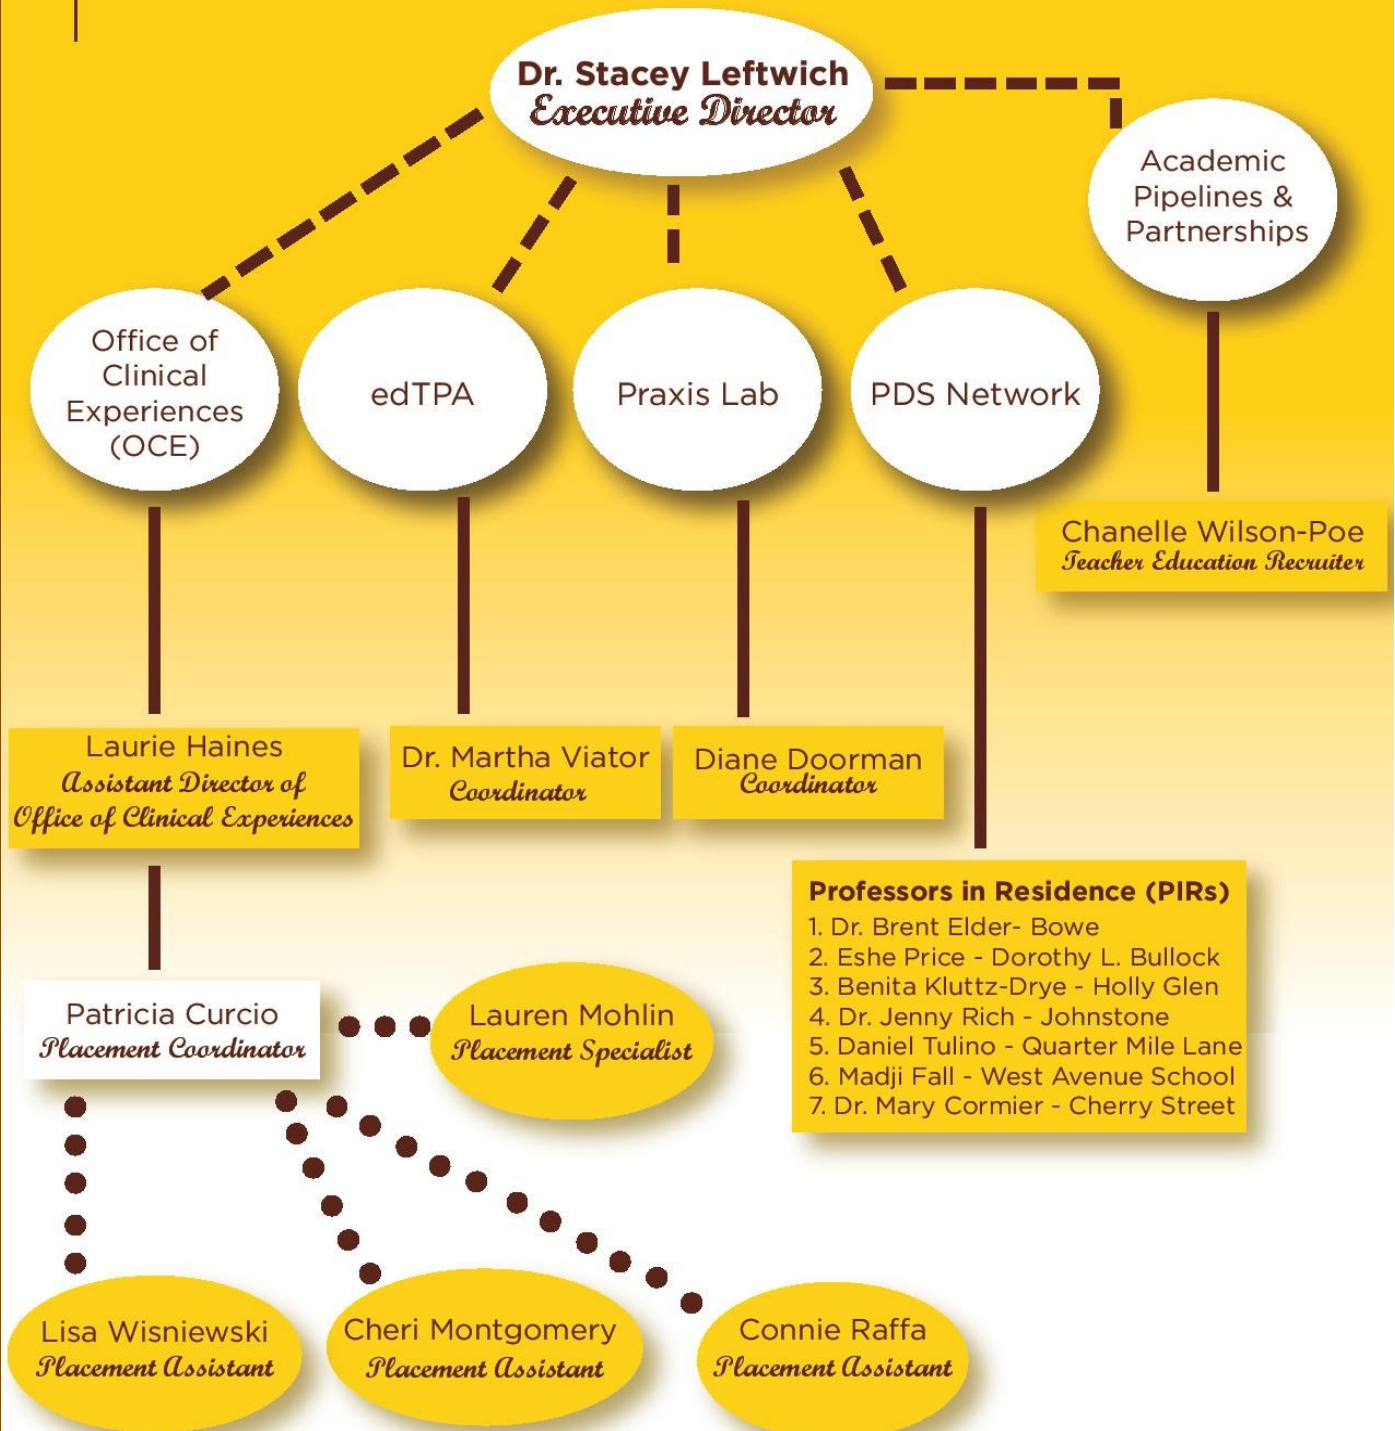 Dr. Stacey Leftwich
Executive Director
Academic
Pipelines &
Partnerships
Office of
Clinical
Experiences
(OCE)
edTPA
Praxis Lab
PDS Network
Chanelle Wilson-Poe
Teacher Education Recruiter
Laurie Haines
Assistant Director of
Office of Clinical Experiences
Dr. Martha Viator
Coordinator
Diane Doorman
Coordinator
Professors in Residence (PIRs)
1. Dr. Brent Elder- Bowe
2. Eshe Price - Dorothy L. Bullock
3. Benita Kluttz-Drye - Holly Glen
4. Dr. Jenny Rich - Johnstone
5. Daniel Tulino - Quarter Mile Lane
6. Madji Fall - West Avenue School
7. Dr. Mary Cormier - Cherry Street
Patricia Curcio
Placement Coordinator
Lauren Mohlin
Placement Specialist
Lisa Wisniewski
Placement Assistant
Cheri Montgomery
Placement Assistant
Connie Raffa
Placement Assistant